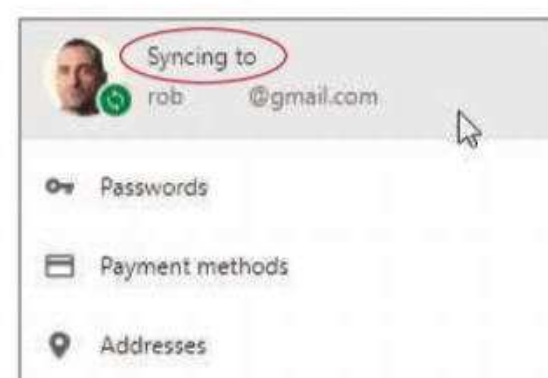 Syncing to
rob @gmail.com
Passwords
Payment methods
Addresses